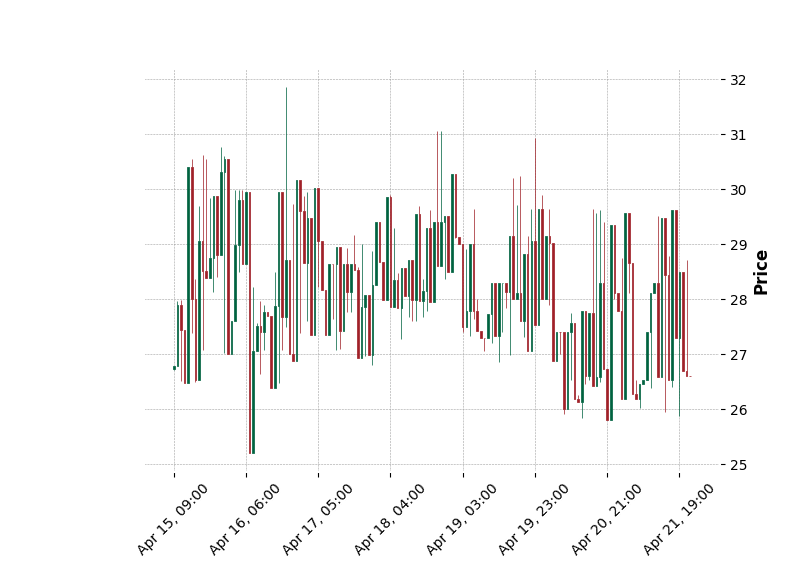 32
31
30
29
28
27
26
25
Price
Apr 15, 09:00
Apr 16, 06:00
Apr 17, 05:00
Apr 18, 04:00
Apr 19, 03:00
Apr 19, 23:00
Apr 20, 21:00
Apr 21, 19:00